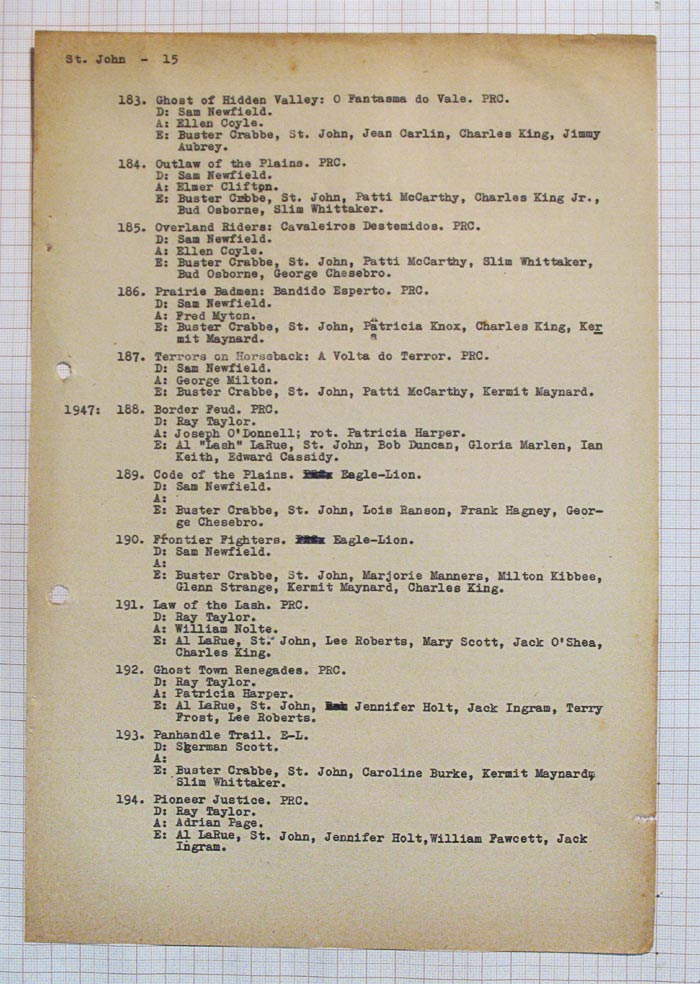 St. John - 15
183. Ghost of Hidden Valley: O Fantasma do Vale. PRC.
D: Sam Newfield.
A: Ellen Coyle.
E: Buster Crabbe, St. John, Jean Carlin, Charles King, Jimmy
Aubrey.
184. Outlaw of the Plains. PRC.
D: Sam Newfield.
A: Elmer Clifton.
E: Buster Crabbe, St. John, Patti McCarthy, Charles King Jr.,
Bud Osborne, Slim Whittaker.
185. Overland Riders: Cavaleiros Destemidos. PRC.
D: Sam Newfield.
A: Ellen Coyle.
E: Buster Crabbe, St. John, Patti McCarthy, Slim Whittaker,
Bud Osborne, George Chesebro.
186. Prairie Badmen: Bandido Esperto. PRC.
D: Sam Newfield.
A: Fred Myton.
E: Buster Crabbe, St. John, Patricia Knox, Charles King, Ker
mit Maynard.
187. Terrors on Horseback: A Volta do Terror. PRC.
D: Sam Newfield.
A: George Milton.
E: Buster Crabbe, St. John, Patti McCarthy, Kermit Maynard.
1947: 188. Border Feud. PRC.
D: Ray Taylor.
A: Joseph O'Donnell; rot. Patricia Harper.
E: Al "Lash" LaRue, St. John, Bob Duncan, Gloria Marlen, Ian
Keith, Edward Cassidy.
189. Code of the Plains. Eagle-Lion.
D: Sam Newfield.
A:
E: Buster Crabbe, St. John, Lois Ranson, Frank Hagney, Geor-
ge Chesebro.
190. Frontier Fighters. Eagle-Lion.
D: Sam Newfield.
A:
E: Buster Crabbe, St. John, Marjorie Manners, Milton Kibbee,
Glenn Strange, Kermit Maynard, Charles King.
191. Law of the Lash. PRC.
D: Ray Taylor.
A: William Nolte.
E: Al LaRue, St. John, Lee Roberts, Mary Scott, Jack O'Shea,
Charles King.
192. Ghost Town Renegades. PRC.
D: Ray Taylor.
A: Patricia Harper.
E: Al LaRue, St. John, Jennifer Holt, Jack Ingram, Terry
Frost, Lee Roberts.
193. Panhandle Trail. E-L.
D: Sherman Scott.
A:
E: Buster Crabbe, St. John, Caroline Burke, Kermit Maynard,
Slim Whittaker.
194. Pioneer Justice. PRC.
D: Ray Taylor.
A: Adrian Page.
E: Al LaRue, St. John, Jennifer Holt,William Fawcett, Jack
Ingram.